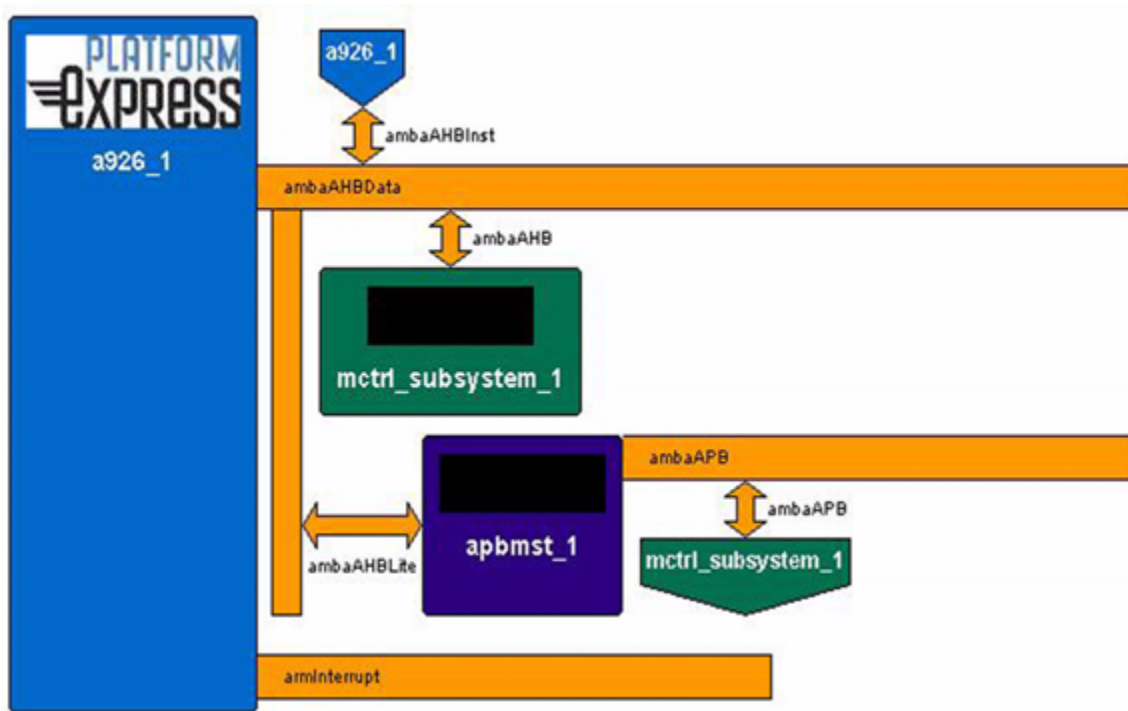 PLATFORM
express
a926_1
a926_1
ambaAHBInst
ambaAHBData
ambaAHB
mctrl_subsystem_1
ambaAPB
ambaAPB
apbmst_1
mctrl_subsystem_1
ambaAHBLite
armInterrupt